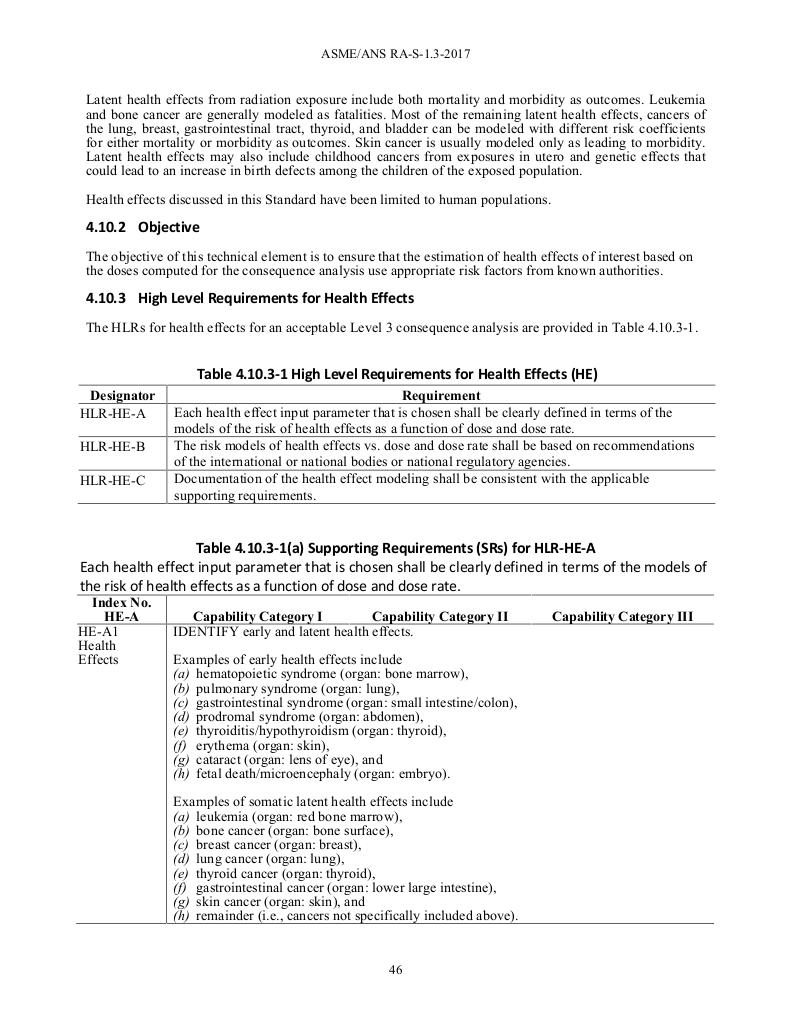 ASME/ANS RA-S-1.3-2017
Latent health effects from radiation exposure include both mortality and morbidity as outcomes. Leukemia
and bone cancer are generally modeled as fatalities. Most of the remaining latent health effects, cancers of
the lung, breast, gastrointestinal tract, thyroid, and bladder can be modeled with different risk coefficients
for either mortality or morbidity as outcomes. Skin cancer is usually modeled only as leading to morbidity.
Latent health effects may also include childhood cancers from exposures in utero and genetic effects that
could lead to an increase in birth defects among the children of the exposed population.
Health effects discussed in this Standard have been limited to human populations.
4.10.2 Objective
The objective of this technical element is to ensure that the estimation of health effects of interest based on
the doses computed for the consequence analysis use appropriate risk factors from known authorities.
4.10.3 High Level Requirements for Health Effects
The HLRs for health effects for an acceptable Level 3 consequence analysis are provided in Table 4.10.3-1.
Table 4.10.3-1 High Level Requirements for Health Effects (HE)
Designator Requirement
HLR-HE-A Each health effect input parameter that is chosen shall be clearly defined in terms of the
models of the risk of health effects as a function of dose and dose rate.
HLR-HE-B The risk models of health effects vs. dose and dose rate shall be based on recommendations
of the international or national bodies or national regulatory agencies.
HLR-HE-C Documentation of the health effect modeling shall be consistent with the applicable
supporting requirements.
Table 4.10.3-1(a) Supporting Requirements (SRs) for HLR-HE-A
Each health effect input parameter that is chosen shall be clearly defined in terms of the models of
the risk of health effects as a function of dose and dose rate.
Index No.
HE-A Capability Category I Capability Category II Capability Category III
HE-A1 IDENTIFY early and latent health effects.
Health
Effects Examples of early health effects include
(a) hematopoietic syndrome (organ: bone marrow),
(b) pulmonary syndrome (organ: lung),
(c) gastrointestinal syndrome (organ: small intestine/colon),
(d) prodromal syndrome (organ: abdomen),
(e) thyroiditis/hypothyroidism (organ: thyroid),
(f) erythema (organ: skin),
(g) cataract (organ: lens of eye), and
(h) fetal death/microencephaly (organ: embryo).
Examples of somatic latent health effects include
(a) leukemia (organ: red bone marrow),
(b) bone cancer (organ: bone surface),
(c) breast cancer (organ: breast),
(d) lung cancer (organ: lung),
(e) thyroid cancer (organ: thyroid),
(f) gastrointestinal cancer (organ: lower large intestine),
(g) skin cancer (organ: skin), and
(h) remainder (i.e., cancers not specifically included above).
46